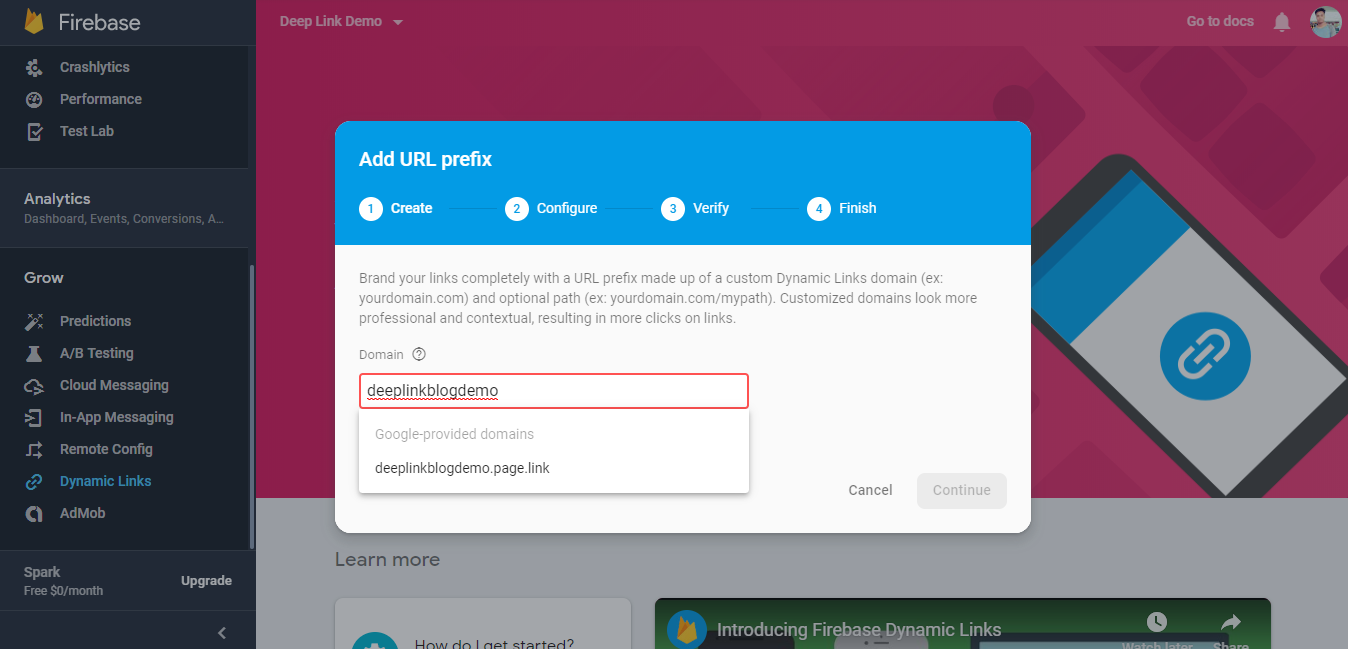 Firebase
Crashlytics
Performance
Test Lab
Analytics
Dashboard, Events, Conversions, A...
Grow
Predictions
A/B Testing
Cloud Messaging
In-App Messaging
Remote Config
Dynamic Links
AdMob
Spark
Free $0/month
Upgrade
Deep Link Demo
Go to docs
Add URL prefix
1 Create
2 Configure
3 Verify
4 Finish
Brand your links completely with a URL prefix made up of a custom Dynamic Links domain (ex:
yourdomain.com) and optional path (ex: yourdomain.com/mypath). Customized domains look more
professional and contextual, resulting in more clicks on links.
Domain ?
deeplinkblogdemo
Google-provided domains
deeplinkblogdemo.page.link
Cancel
Continue
Learn more
How do I get started?
Introducing Firebase Dynamic Links
Watch later
Share